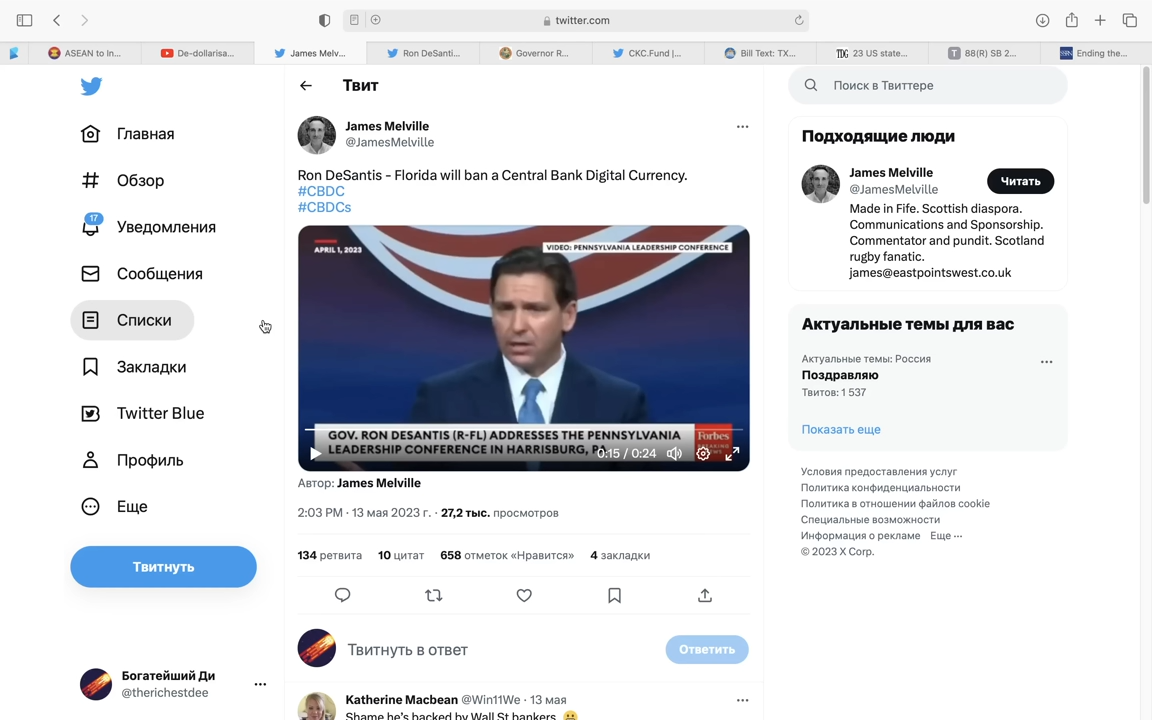 twitter.com
ASEAN to In...
De-dollarisa...
James Melv...
Ron DeSanti...
Governor R...
CKC.Fund |...
Bill Text: TX...
TDG 23 US state...
T 88(R) SB 2...
Ending the...
Твит
Поиск в Твиттере
Главная
Обзор
17
Уведомления
Сообщения
Списки
Закладки
Twitter Blue
Профиль
Еще
Твитнуть
Богатейший Ди
@therichestdee
James Melville
@JamesMelville
Ron DeSantis - Florida will ban a Central Bank Digital Currency.
#CBDC
#CBDCs
APRIL 1, 2023
VIDEO: PENNSYLVANIA LEADERSHIP CONFERENCE
GOV. RON DESANTIS (R-FL) ADDRESSES THE PENNSYLVANIA
LEADERSHIP CONFERENCE IN HARRISBURG, PA
Forbes
BREAKING
NEWS
0:15 / 0:24
Автор: James Melville
2:03 PM · 13 мая 2023 г. · 27,2 тыс. просмотров
134 ретвита 10 цитат 658 отметок «Нравится» 4 закладки
Твитнуть в ответ
Ответить
Katherine Macbean @Win11We · 13 мая
Shame he's backed by Wall St bankers
Подходящие люди
James Melville
@JamesMelville
Читать
Made in Fife. Scottish diaspora.
Communications and Sponsorship.
Commentator and pundit. Scotland
rugby fanatic.
james@eastpointswest.co.uk
Актуальные темы для вас
Актуальные темы: Россия
Поздравляю
Твитов: 1 537
Показать еще
Условия предоставления услуг
Политика конфиденциальности
Политика в отношении файлов cookie
Специальные возможности
Информация о рекламе Еще ···
© 2023 X Corp.